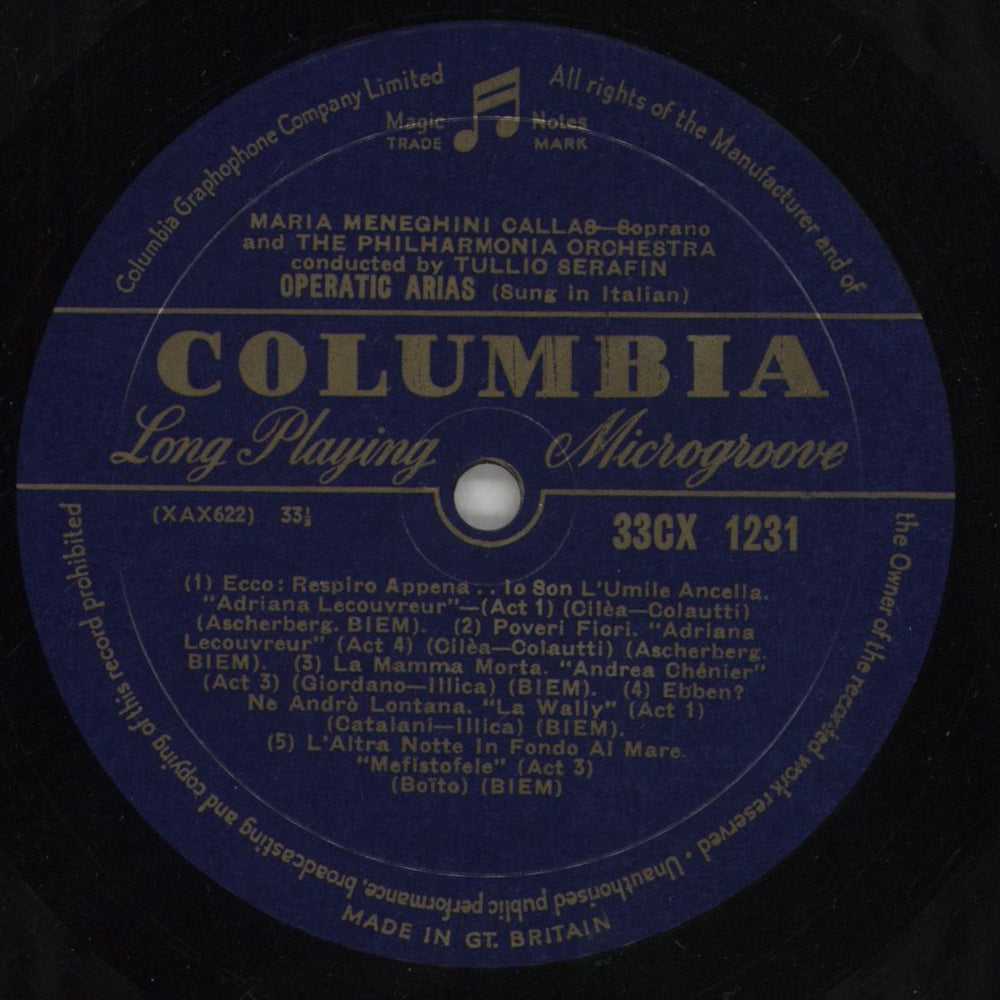 Columbia Graphophone Company Limited
All rights of the Manufacturer and of
the Owner of the recorded work reserved · Unauthorised public performance, broadcasting and copying of this record prohibited
Magic Notes
TRADE MARK
MARIA MENEGHINI CALLAS—Soprano
and THE PHILHARMONIA ORCHESTRA
conducted by TULLIO SERAFIN
OPERATIC ARIAS (Sung in Italian)
COLUMBIA
Long Playing Microgroove
(XAX622) 33⅓
33CX 1231
(1) Ecco: Respiro Appena . . Io Son L'Umile Ancella.
"Adriana Lecouvreur"—(Act 1) (Cilèa—Colautti)
(Ascherberg. BIEM). (2) Poveri Fiori. "Adriana
Lecouvreur" (Act 4) (Cilèa—Colautti) (Ascherberg.
BIEM). (3) La Mamma Morta. "Andrea Chénier"
(Act 3) (Giordano—Illica) (BIEM). (4) Ebben?
Ne Andrò Lontana. "La Wally" (Act 1)
(Catalani—Illica) (BIEM).
(5) L'Altra Notte In Fondo Al Mare.
"Mefistofele" (Act 3)
(Boïto) (BIEM)
MADE IN GT. BRITAIN